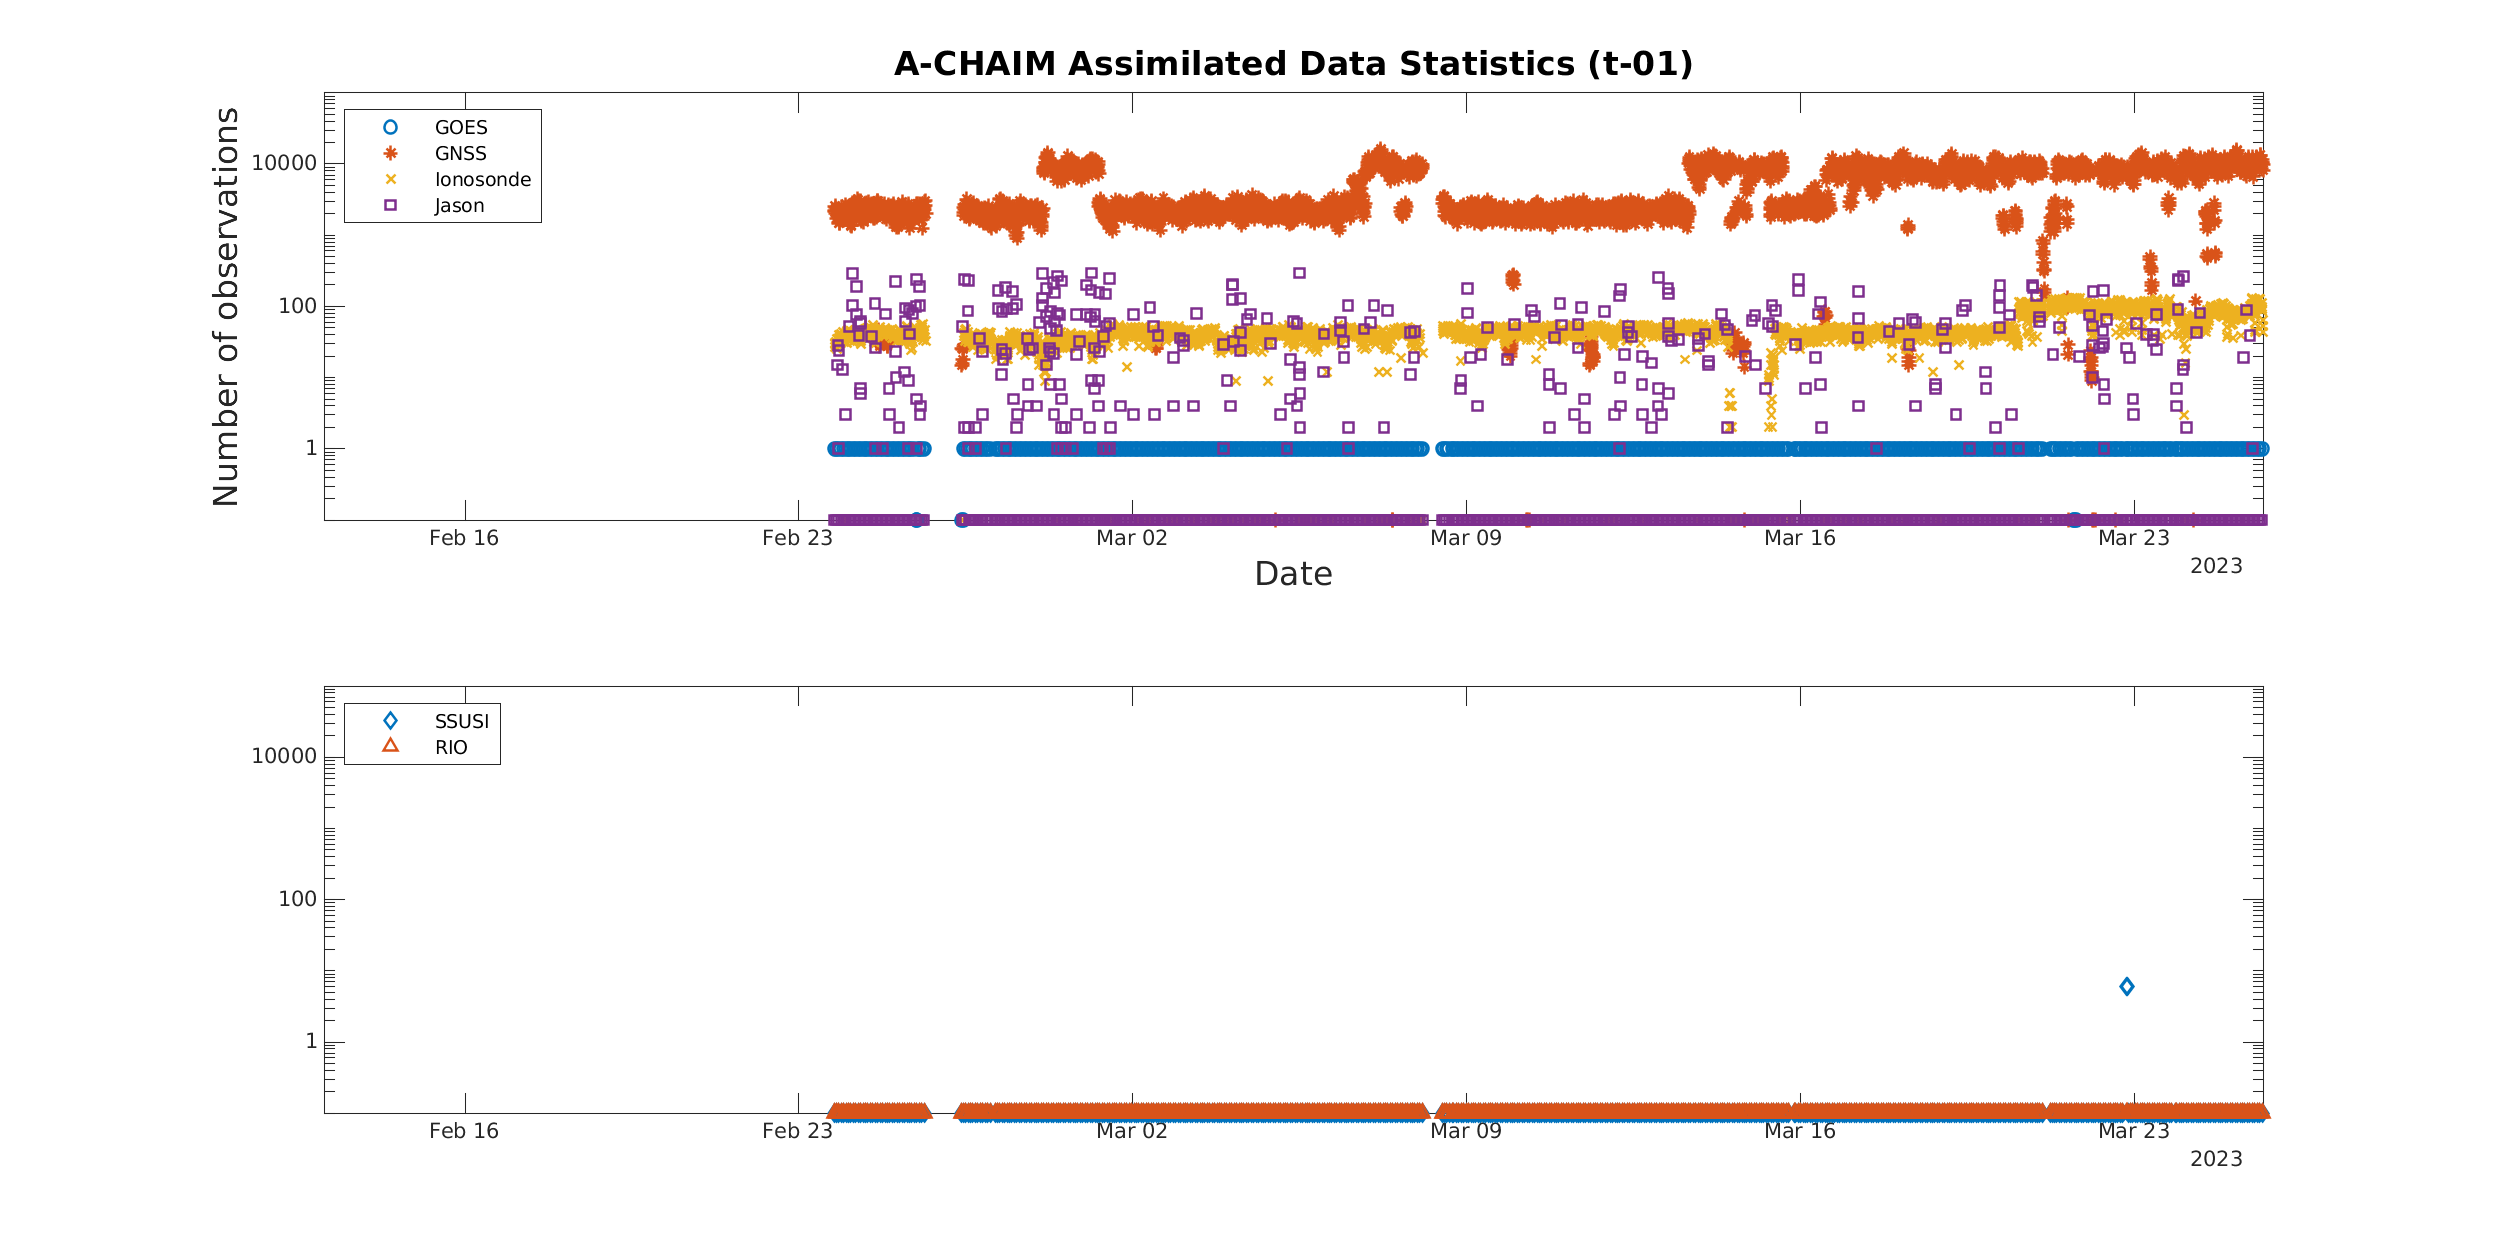 A-CHAIM Assimilated Data Statistics (t-01)
Number of observations
GOES
GNSS
Ionosonde
Jason
10000
100
1
Feb 16
Feb 23
Mar 02
Mar 09
Mar 16
Mar 23
Date
2023
SSUSI
RIO
10000
100
1
Feb 16
Feb 23
Mar 02
Mar 09
Mar 16
Mar 23
2023